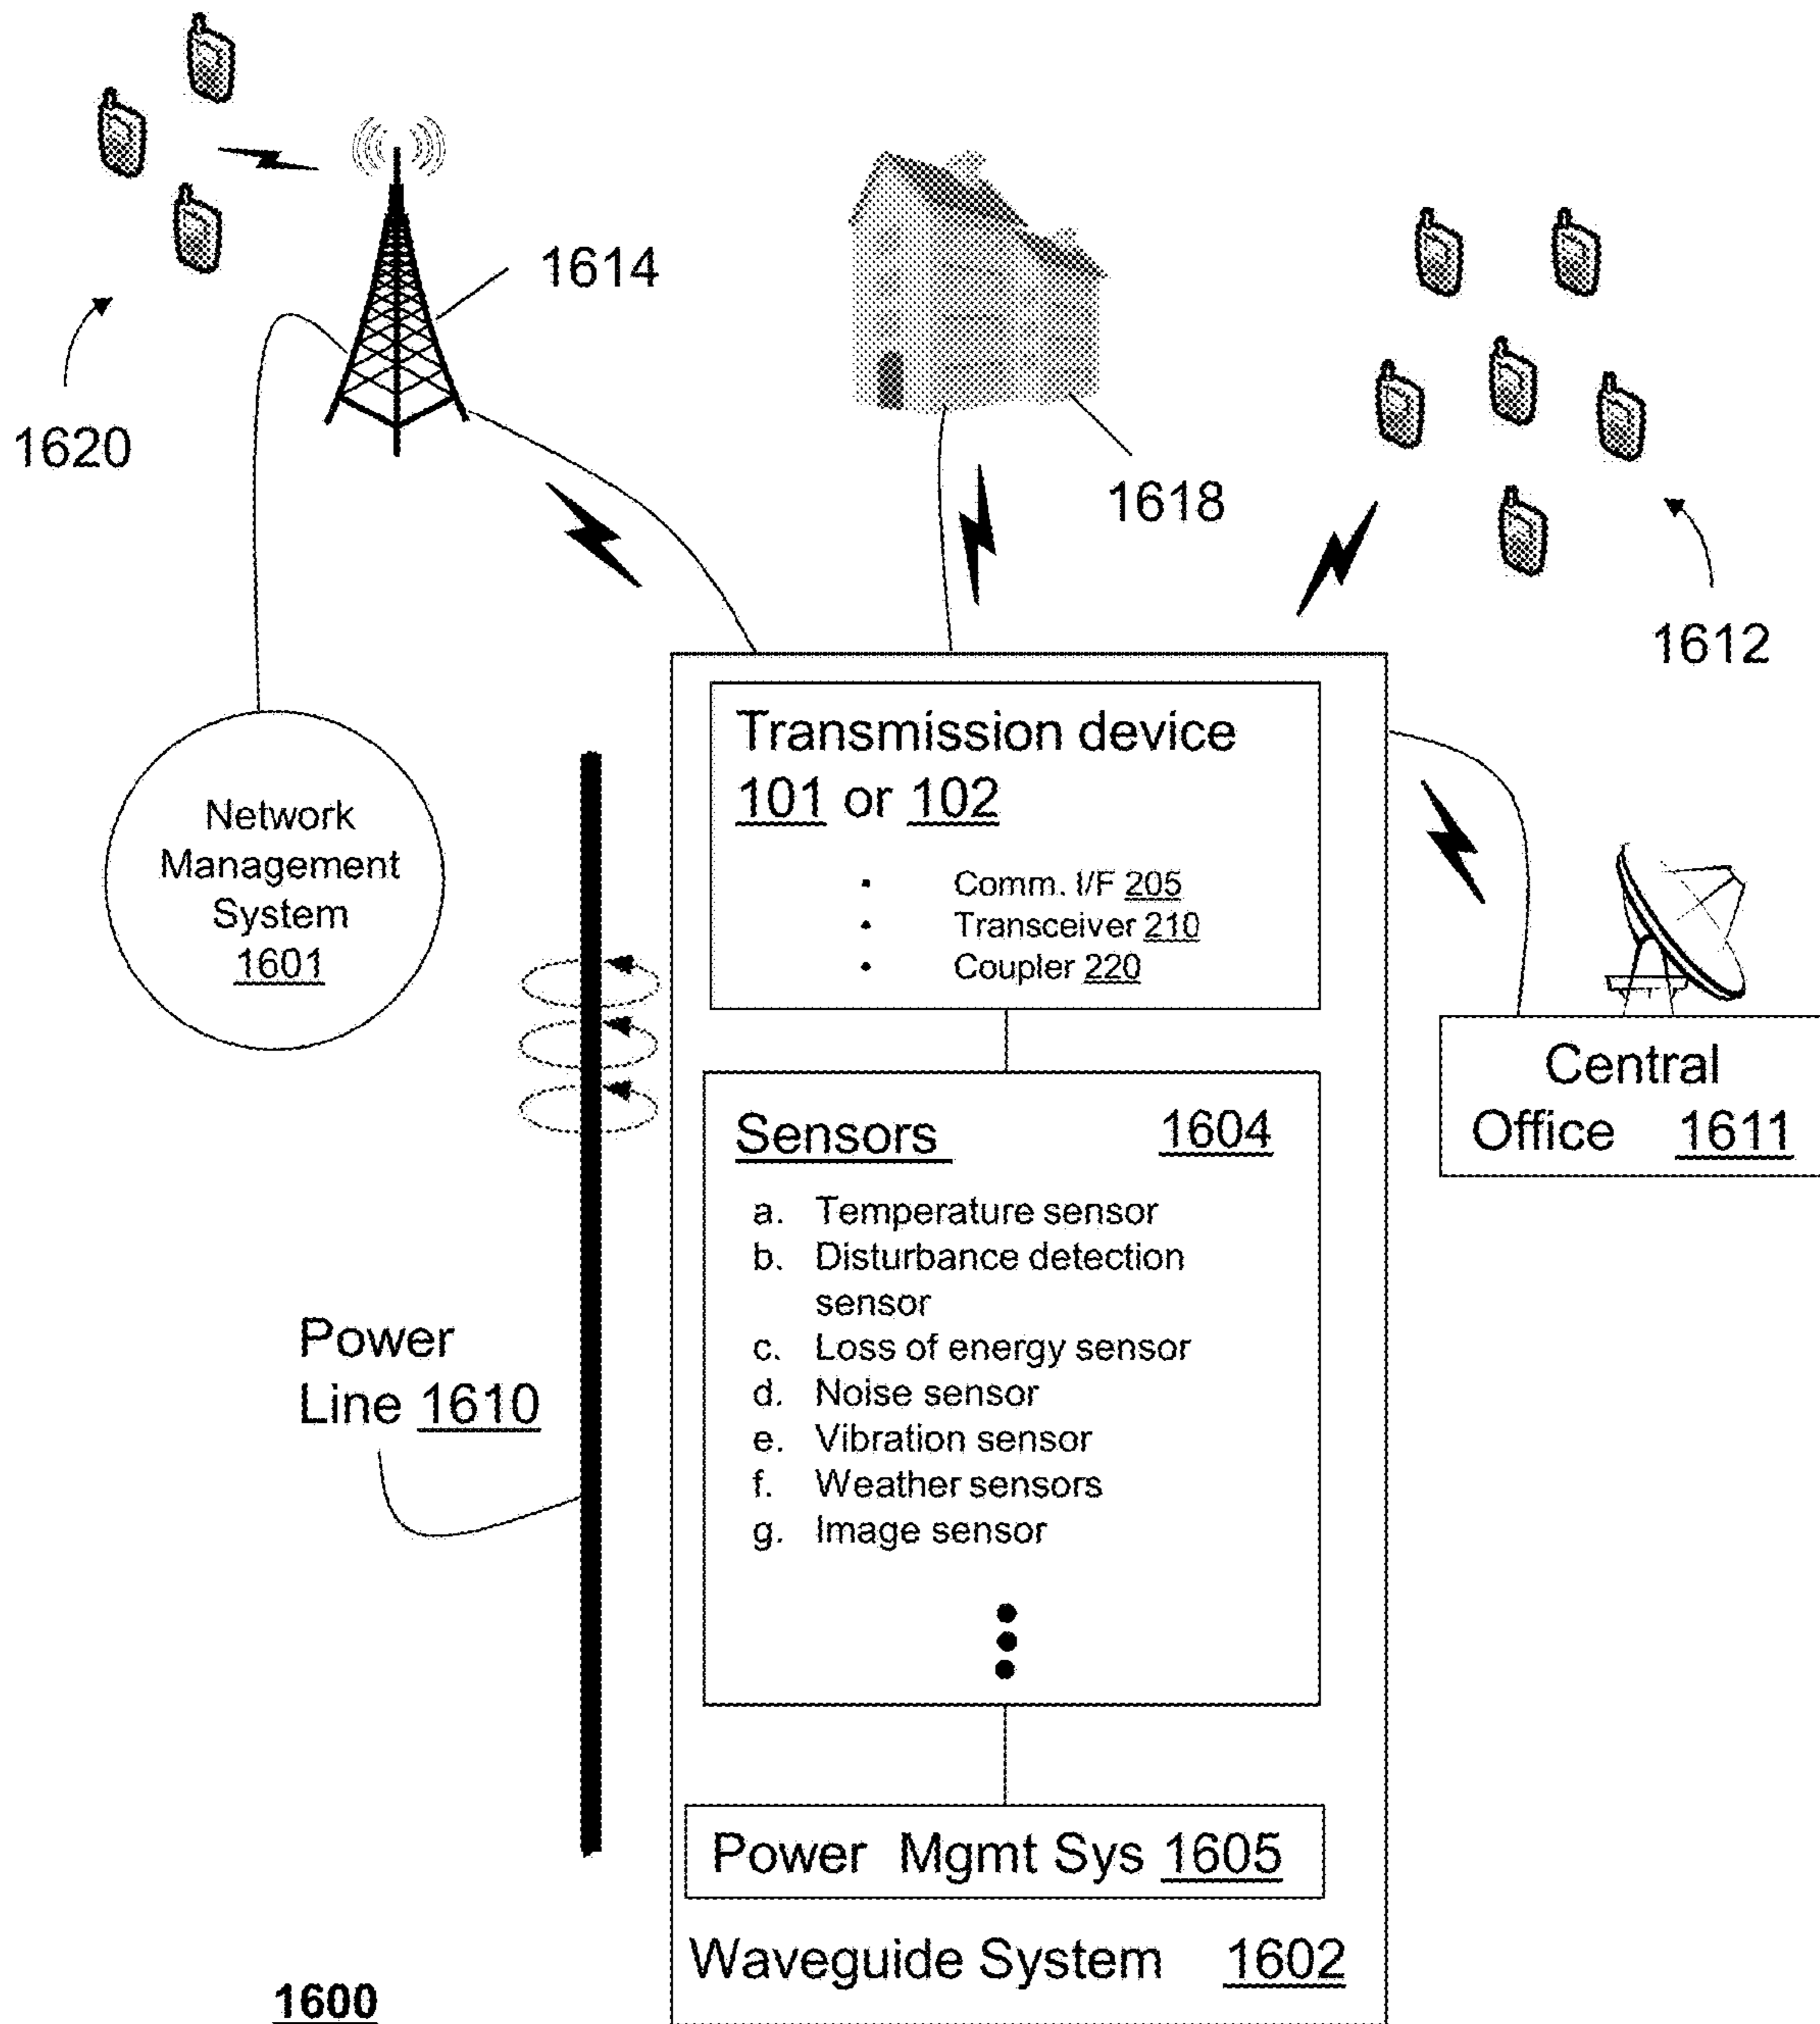 1614
1620
1618
1612
Transmission device
101 or 102
• Comm. I/F 205
• Transceiver 210
• Coupler 220
Network
Management
System
1601
Central
Office 1611
Sensors 1604
a. Temperature sensor
b. Disturbance detection
sensor
c. Loss of energy sensor
d. Noise sensor
e. Vibration sensor
f. Weather sensors
g. Image sensor
Power
Line 1610
Power Mgmt Sys 1605
Waveguide System 1602
1600